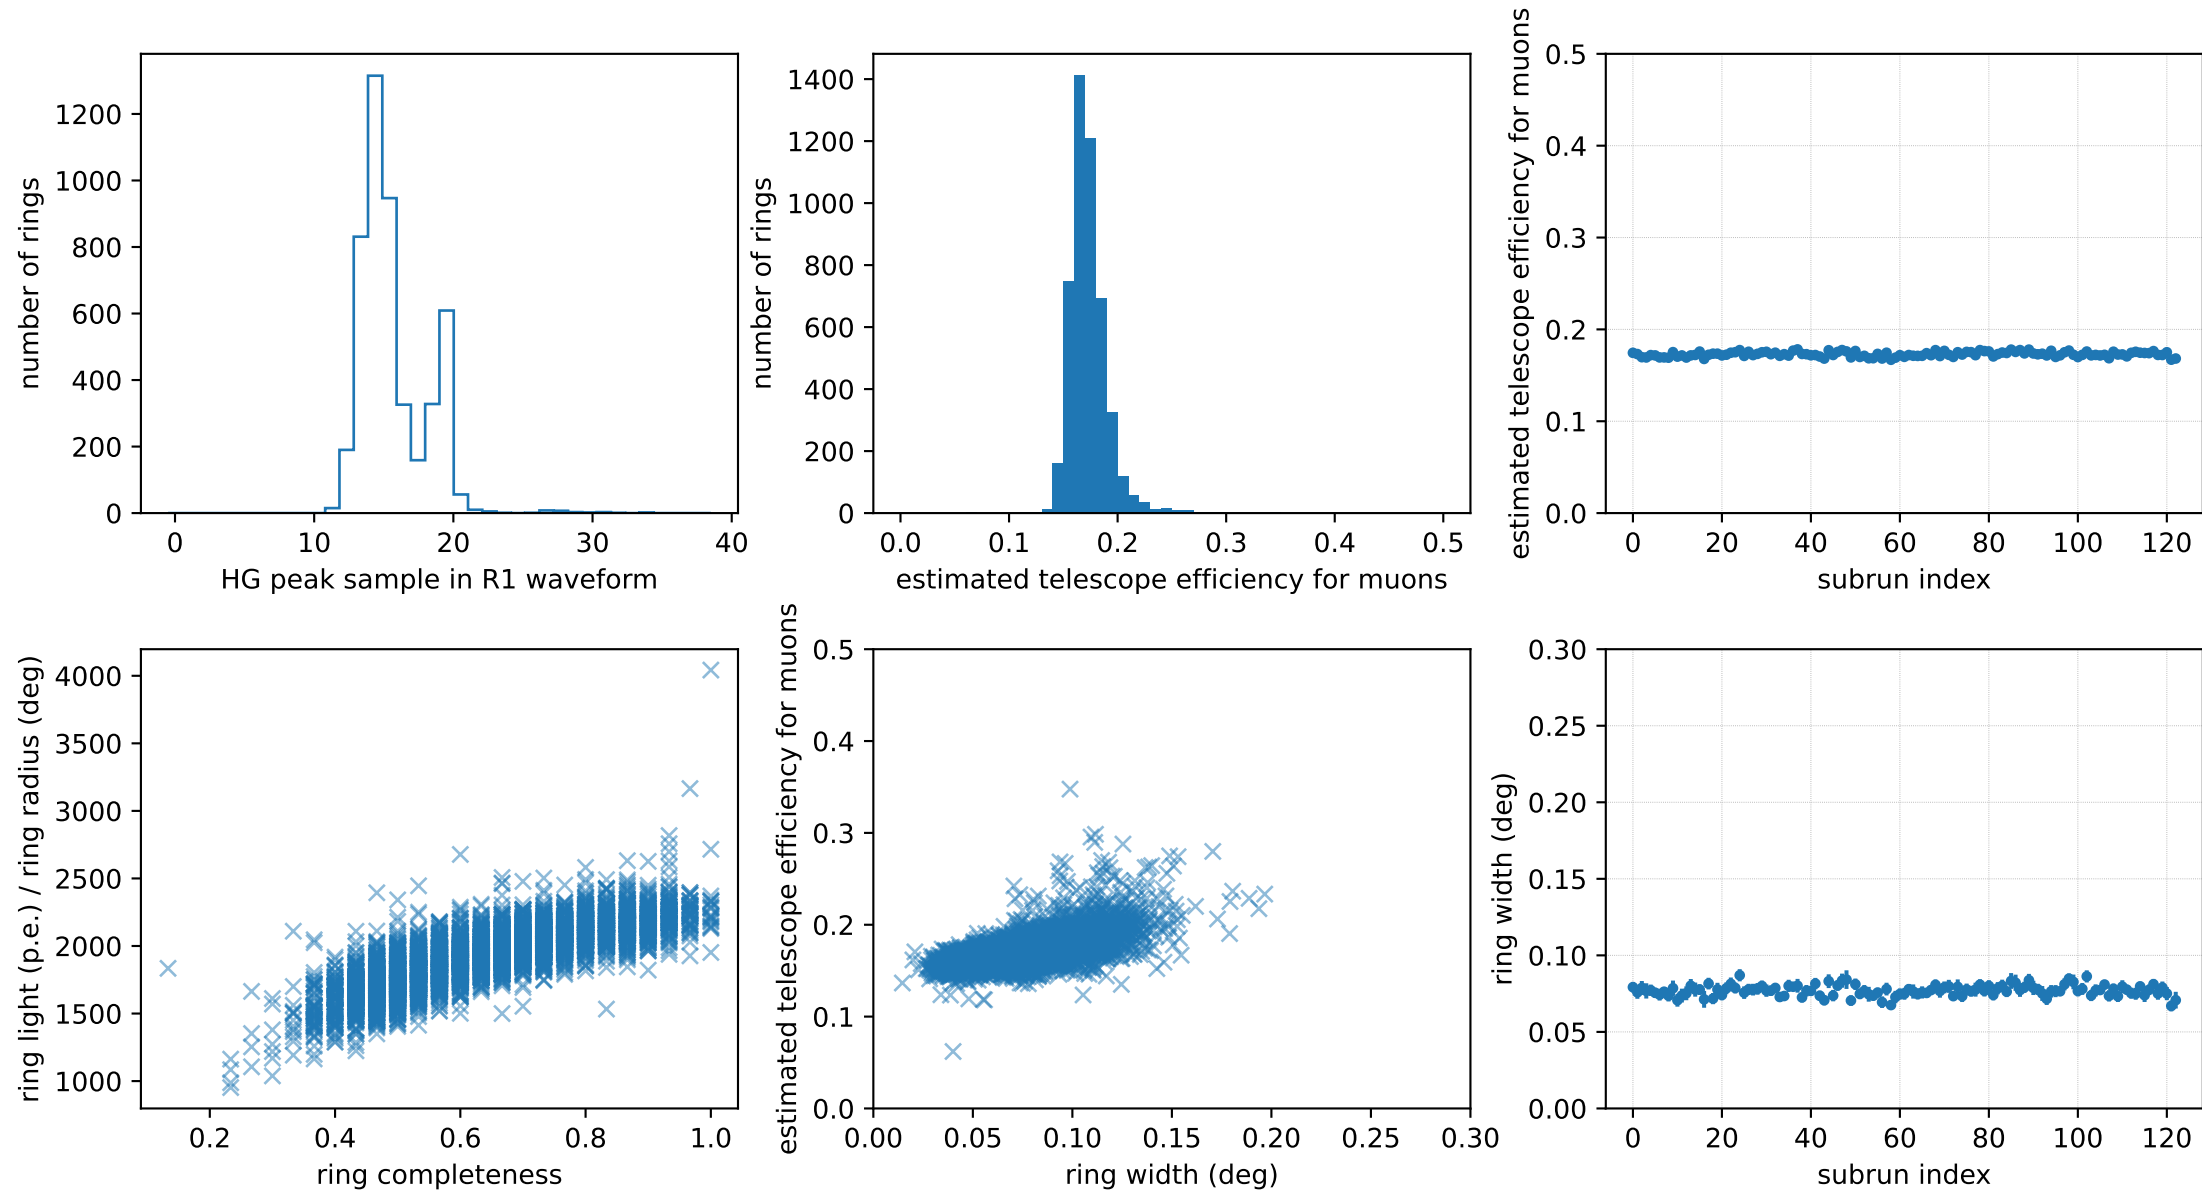 number of rings
1200
1000
800
600
400
200
0
0 10 20 30 40
HG peak sample in R1 waveform
number of rings
1400
1200
1000
800
600
400
200
0
0.0 0.1 0.2 0.3 0.4 0.5
estimated telescope efficiency for muons
estimated telescope efficiency for muons
0.5
0.4
0.3
0.2
0.1
0.0
0 20 40 60 80 100 120
subrun index
ring light (p.e.) / ring radius (deg)
4000
3500
3000
2500
2000
1500
1000
0.2 0.4 0.6 0.8 1.0
ring completeness
estimated telescope efficiency for muons
0.5
0.4
0.3
0.2
0.1
0.0
0.00 0.05 0.10 0.15 0.20 0.25 0.30
ring width (deg)
ring width (deg)
0.30
0.25
0.20
0.15
0.10
0.05
0.00
0 20 40 60 80 100 120
subrun index